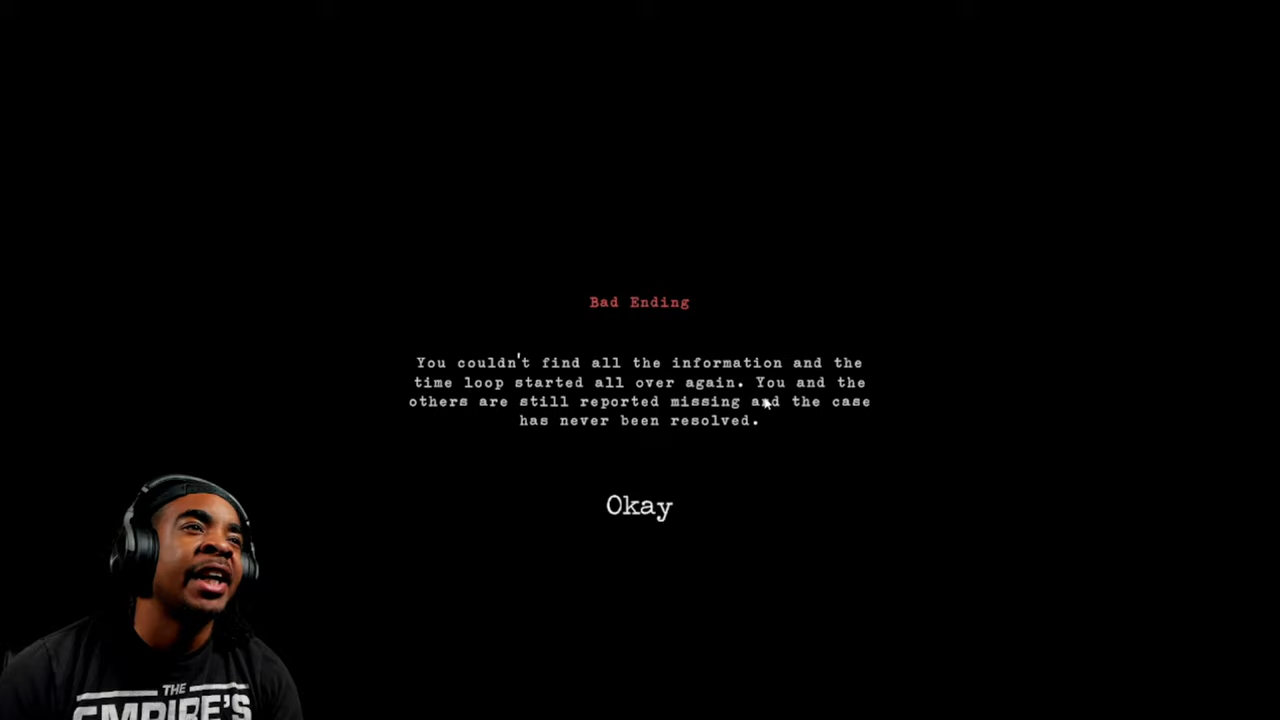 Bad Ending
You couldn't find all the information and the
time loop started all over again. You and the
others are still reported missing and the case
has never been resolved.
Okay
THE
EMPIRE'S